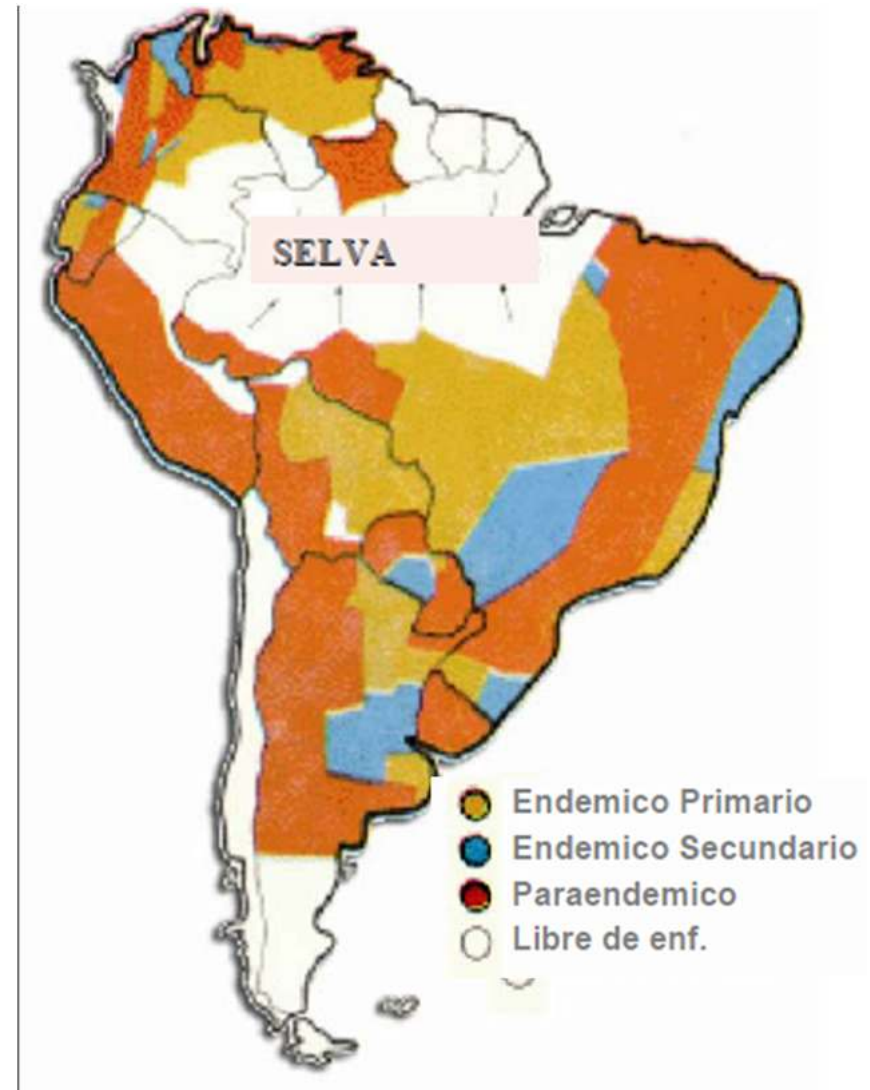 SELVA
Endemico Primario
Endemico Secundario
Paraendemico
Libre de enf.